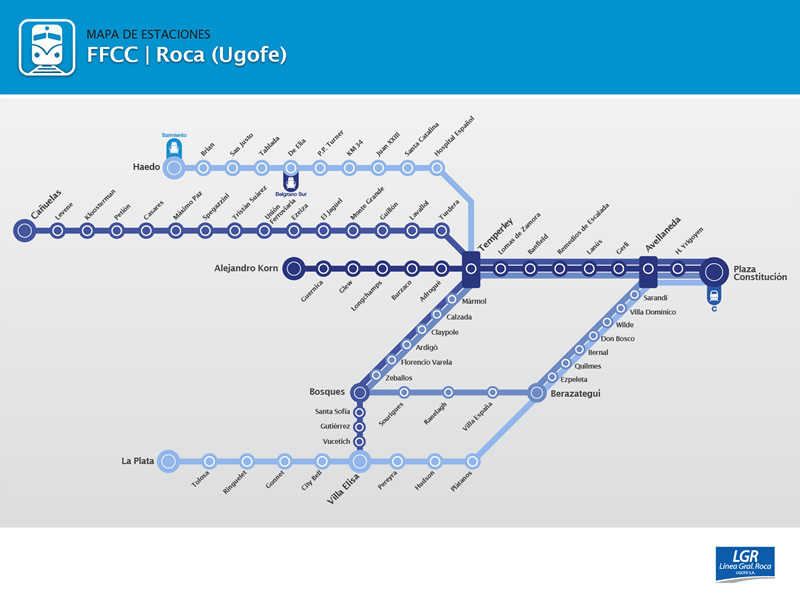 MAPA DE ESTACIONES
FFCC | Roca (Ugofe)
Sarmiento
Haedo
Brian
San Justo
Tablada
De Elia
P.P. Turner
KM 34
Juan XXIII
Santa Catalina
Hospital Español
Belgrano Sur
Cañuelas
Levene
Kloosterman
Petión
Casares
Máximo Paz
Spegazzini
Tristán Suárez
Unión
Ferroviaria
Ezeiza
El Jagüel
Monte Grande
Guillón
Lavallol
Turdera
Temperley
Lomas de Zamora
Banfield
Remedios de Escalada
Lanús
Gerli
Avellaneda
H. Yrigoyen
Plaza
Constitución
C
Alejandro Korn
Guernica
Glew
Longchamps
Burzaco
Adrogué
Mármol
Calzada
Claypole
Ardigó
Florencio Varela
Zeballos
Sarandí
Villa Domínico
Wilde
Don Bosco
Bernal
Quilmes
Ezpeleta
Bosques
Sourigues
Ranelagh
Villa España
Berazategui
Santa Sofía
Gutiérrez
Vucetich
La Plata
Tolosa
Ringuelet
Gonnet
City Bell
Villa Elisa
Pereyra
Hudson
Plátanos
LGR
Línea Gral. Roca
UGOFE S.A.